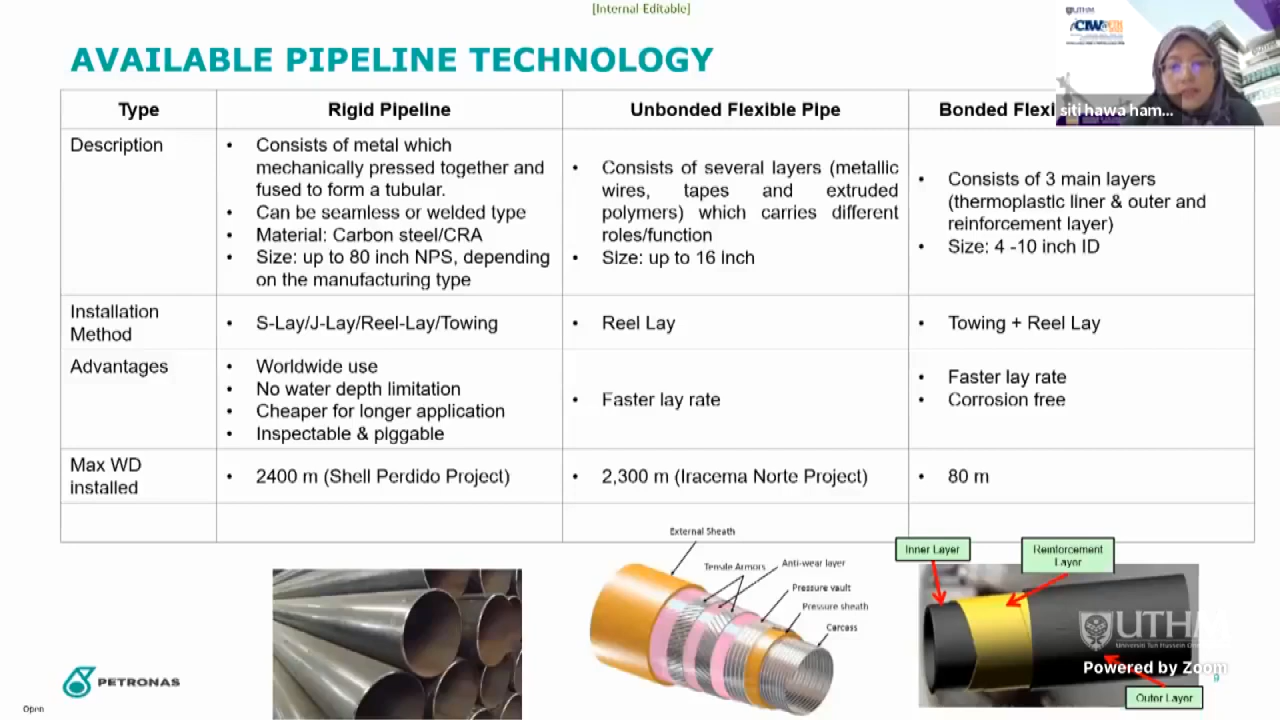 [Internal-Editable]
AVAILABLE PIPELINE TECHNOLOGY
UTHM
siti hawa ham...
Type
Rigid Pipeline
Unbonded Flexible Pipe
Bonded
Description
• Consists of metal which
mechanically pressed together and
fused to form a tubular.
• Can be seamless or welded type
• Material: Carbon steel/CRA
• Size: up to 80 inch NPS, depending
on the manufacturing type
• Consists of several layers (metallic
wires, tapes and extruded
polymers) which carries different
roles/function
• Size: up to 16 inch
• Consists of 3 main layers
(thermoplastic liner & outer and
reinforcement layer)
• Size: 4 -10 inch ID
Installation
Method
• S-Lay/J-Lay/Reel-Lay/Towing
• Reel Lay
• Towing + Reel Lay
Advantages
• Worldwide use
• No water depth limitation
• Cheaper for longer application
• Inspectable & piggable
• Faster lay rate
• Faster lay rate
• Corrosion free
Max WD
installed
• 2400 m (Shell Perdido Project)
• 2,300 m (Iracema Norte Project)
• 80 m
External Sheath
Tensile Armors
Anti-wear layer
Pressure vault
Pressure sheath
Carcass
Inner Layer
Reinforcement
Layer
Outer Layer
UTHM
Powered by Zoom
PETRONAS
Open